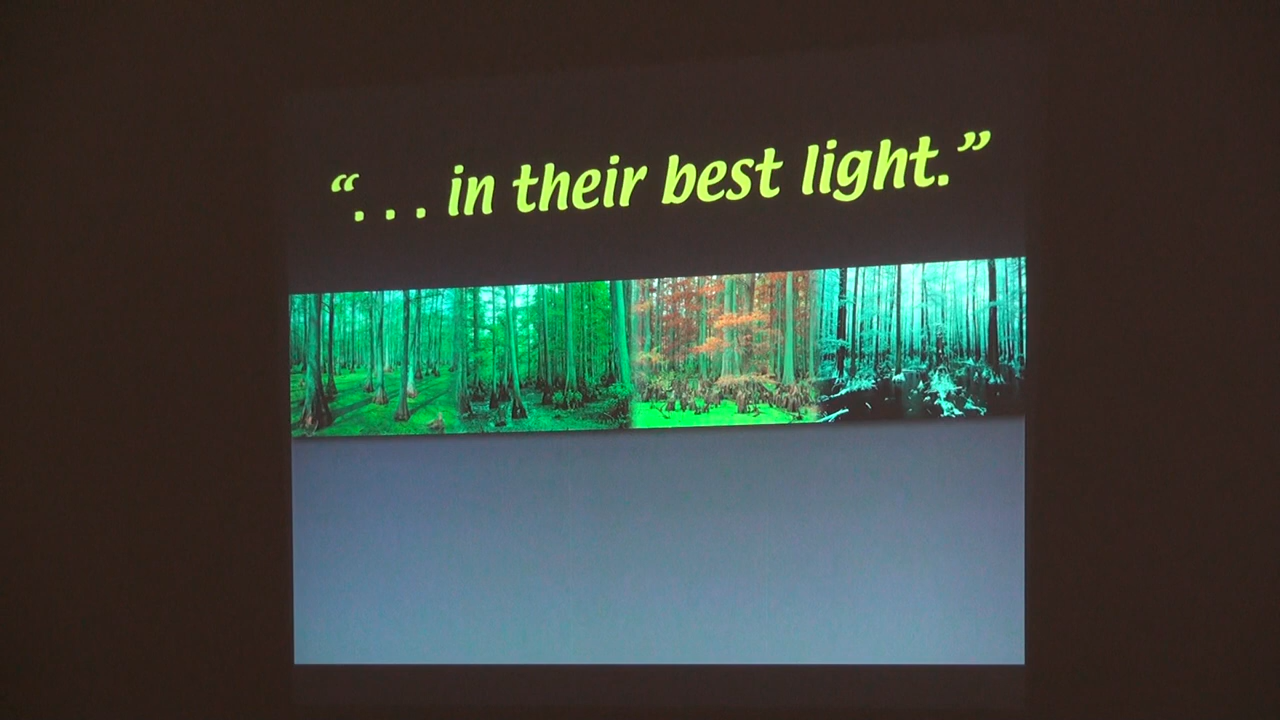 “. . . in their best light.”